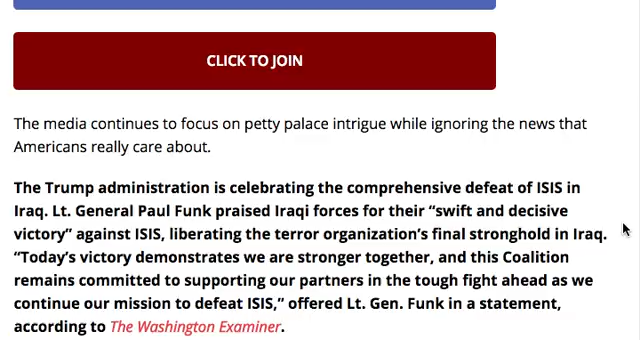 CLICK TO JOIN
The media continues to focus on petty palace intrigue while ignoring the news that
Americans really care about.
The Trump administration is celebrating the comprehensive defeat of ISIS in
Iraq. Lt. General Paul Funk praised Iraqi forces for their “swift and decisive
victory” against ISIS, liberating the terror organization’s final stronghold in Iraq.
“Today’s victory demonstrates we are stronger together, and this Coalition
remains committed to supporting our partners in the tough fight ahead as we
continue our mission to defeat ISIS,” offered Lt. Gen. Funk in a statement,
according to The Washington Examiner.